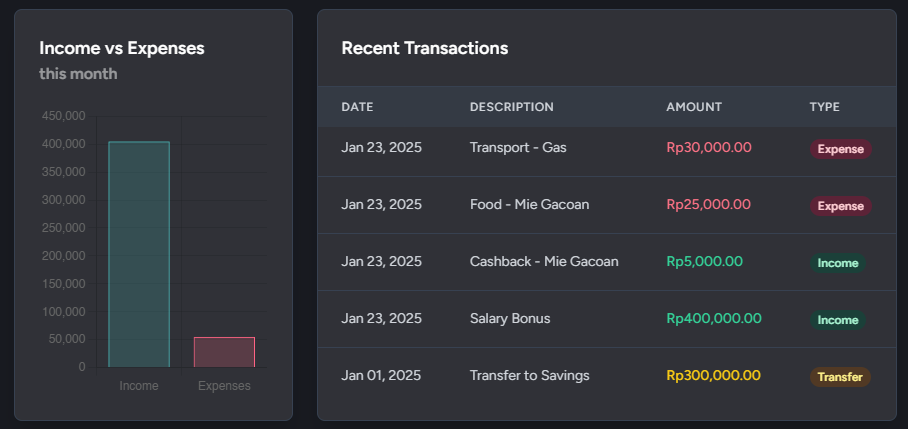 Income vs Expenses
this month
450,000
400,000
350,000
300,000
250,000
200,000
150,000
100,000
50,000
0
Income Expenses
Recent Transactions
DATE DESCRIPTION AMOUNT TYPE
Jan 23, 2025 Transport - Gas Rp30,000.00 Expense
Jan 23, 2025 Food - Mie Gacoan Rp25,000.00 Expense
Jan 23, 2025 Cashback - Mie Gacoan Rp5,000.00 Income
Jan 23, 2025 Salary Bonus Rp400,000.00 Income
Jan 01, 2025 Transfer to Savings Rp300,000.00 Transfer